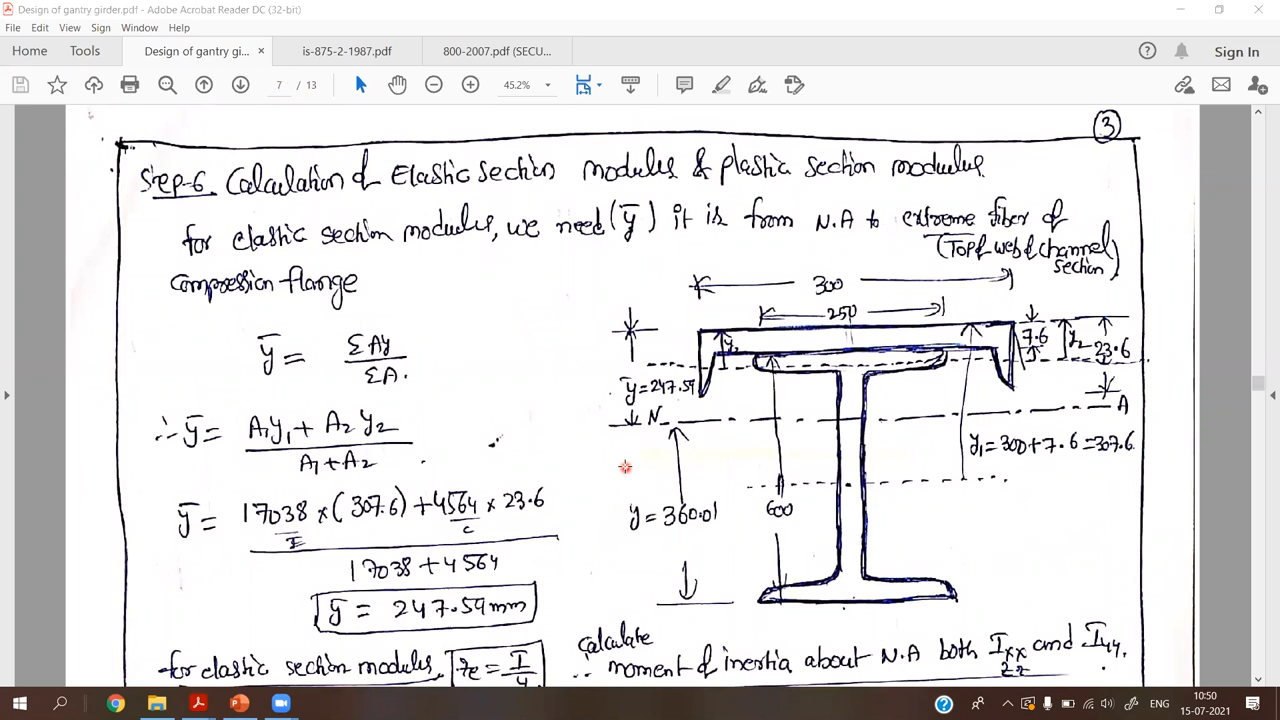 Design of gantry girder.pdf - Adobe Acrobat Reader DC (32-bit)
File Edit View Sign Window Help
Home Tools Design of gantry gi... × is-875-2-1987.pdf 800-2007.pdf (SECU... Sign In
7 / 13 45.2%
3
Step-6. Calculation of Elastic section modulus & plastic section modulus.
for elastic section modulus, we need (ȳ) it is from N.A to extreme fiber of
(Top of web of channel
section)
compression flange
300
250
ȳ = ΣAy
ΣA.
7.6 y₂ 23.6
ȳ=247.59
N A
∴ ȳ = A₁y₁ + A₂y₂
A₁+A₂
y₁=300+7.6=307.6
ȳ = 17038 × (307.6) + 4564 × 23.6
I C
17038 + 4564
y = 360.01 600
ȳ = 247.59mm
for elastic section modulus, Ze = I
y
∴ calculate
moment of inertia about N.A both Ixx and Iyy.
zz
ENG 10:50
15-07-2021